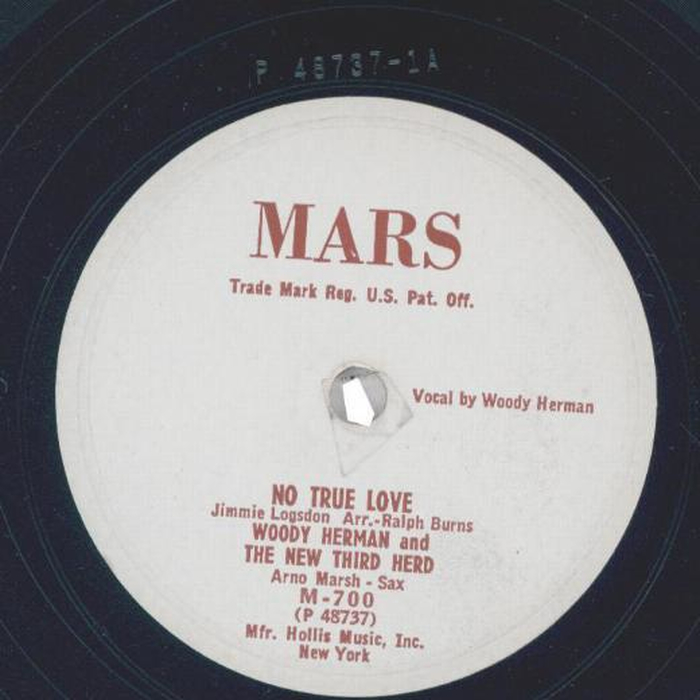 P 48737-1A
MARS
Trade Mark Reg. U.S. Pat. Off.
Vocal by Woody Herman
NO TRUE LOVE
Jimmie Logsdon Arr.-Ralph Burns
WOODY HERMAN and
THE NEW THIRD HERD
Arno Marsh - Sax
M-700
(P 48737)
Mfr. Hollis Music, Inc.
New York